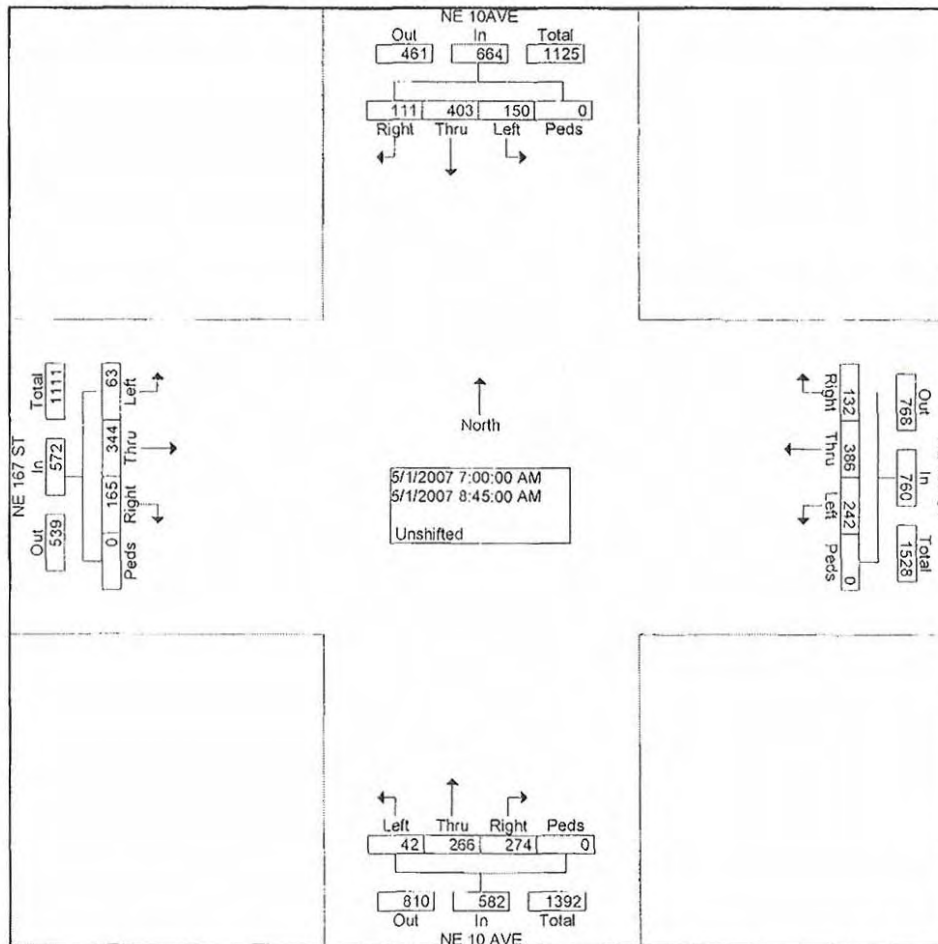 NE 10AVE
Out In Total
461 664 1125
111 403 150 0
Right Thru Left Peds
NE 167 ST
Total 1111
In 572
Out 539
63 344 165 0
Left Thru Right Peds
North
5/1/2007 7:00:00 AM
5/1/2007 8:45:00 AM
Unshifted
Right Thru Left Peds
132 386 242 0
Out 768
In 760
Total 1528
Left Thru Right Peds
42 266 274 0
810 582 1392
Out In Total
NE 10 AVE